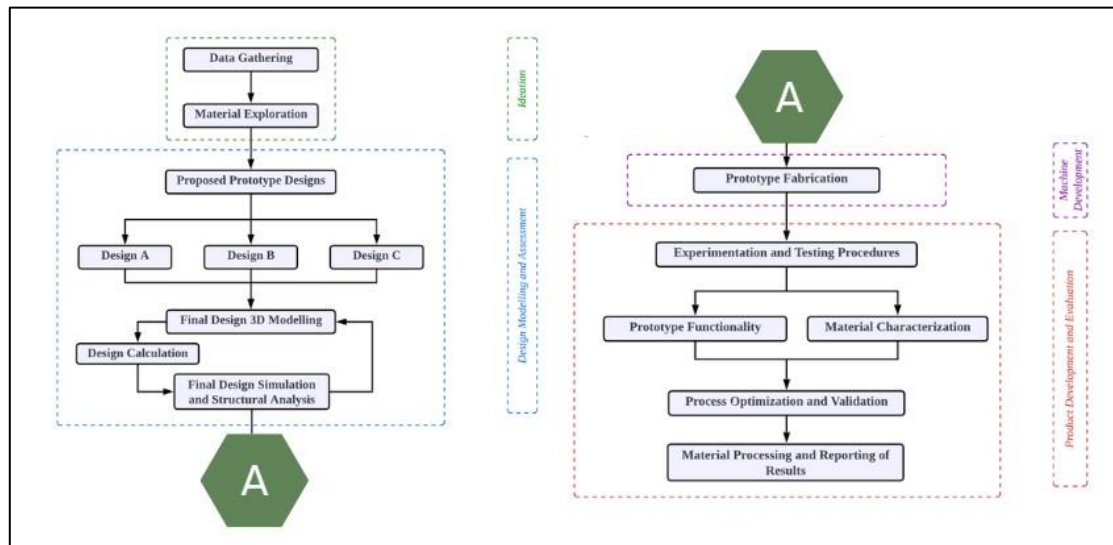 Data Gathering
Material Exploration
Ideation
Proposed Prototype Designs
Design A
Design B
Design C
Final Design 3D Modelling
Design Calculation
Final Design Simulation
and Structural Analysis
Design Modelling and Assessment
A
A
Prototype Fabrication
Machine
Development
Experimentation and Testing Procedures
Prototype Functionality
Material Characterization
Process Optimization and Validation
Material Processing and Reporting of
Results
Product Development and Evaluation